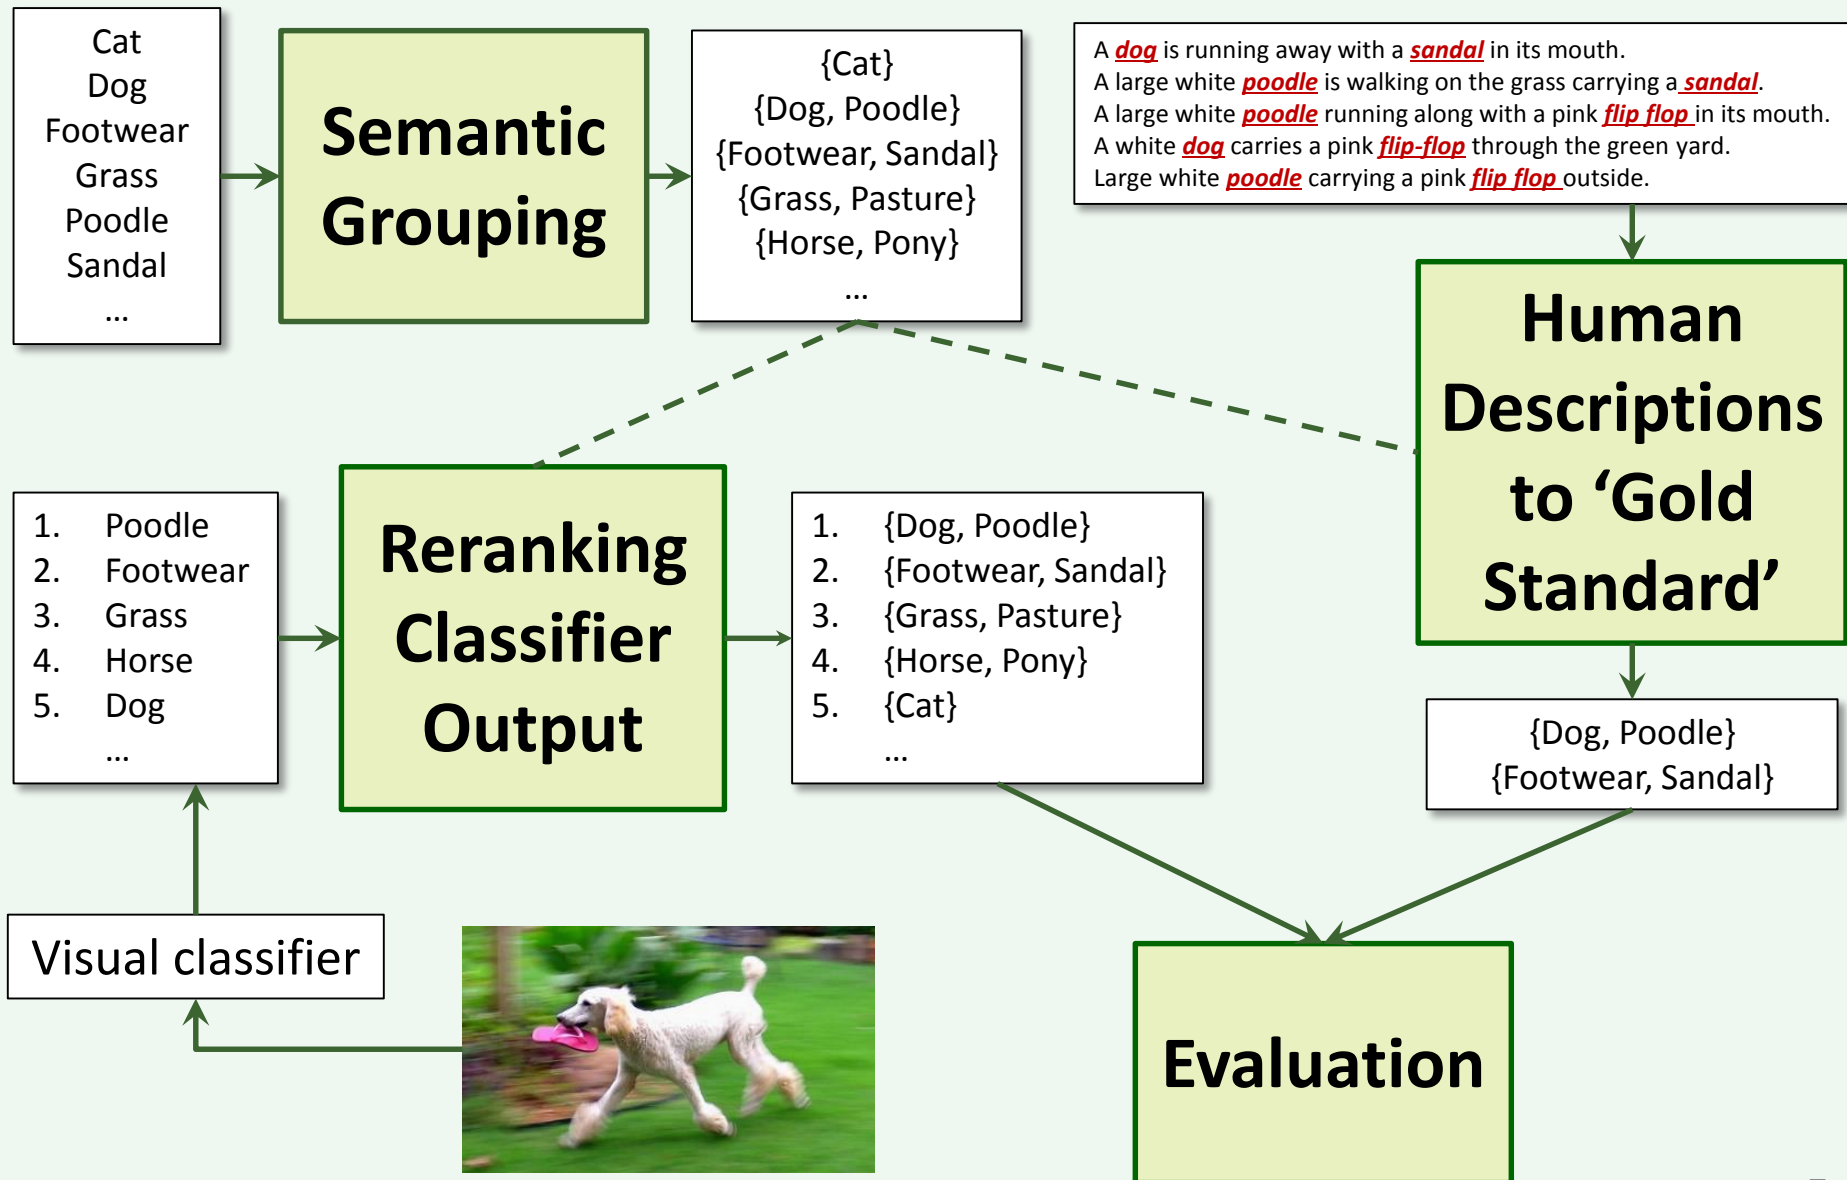 Cat
Dog
Footwear
Grass
Poodle
Sandal
...
Semantic
Grouping
{Cat}
{Dog, Poodle}
{Footwear, Sandal}
{Grass, Pasture}
{Horse, Pony}
...
A dog is running away with a sandal in its mouth.
A large white poodle is walking on the grass carrying a sandal.
A large white poodle running along with a pink flip flop in its mouth.
A white dog carries a pink flip-flop through the green yard.
Large white poodle carrying a pink flip flop outside.
Human
Descriptions
to ‘Gold
Standard’
1. Poodle
2. Footwear
3. Grass
4. Horse
5. Dog
...
Reranking
Classifier
Output
1. {Dog, Poodle}
2. {Footwear, Sandal}
3. {Grass, Pasture}
4. {Horse, Pony}
5. {Cat}
...
{Dog, Poodle}
{Footwear, Sandal}
Visual classifier
Evaluation